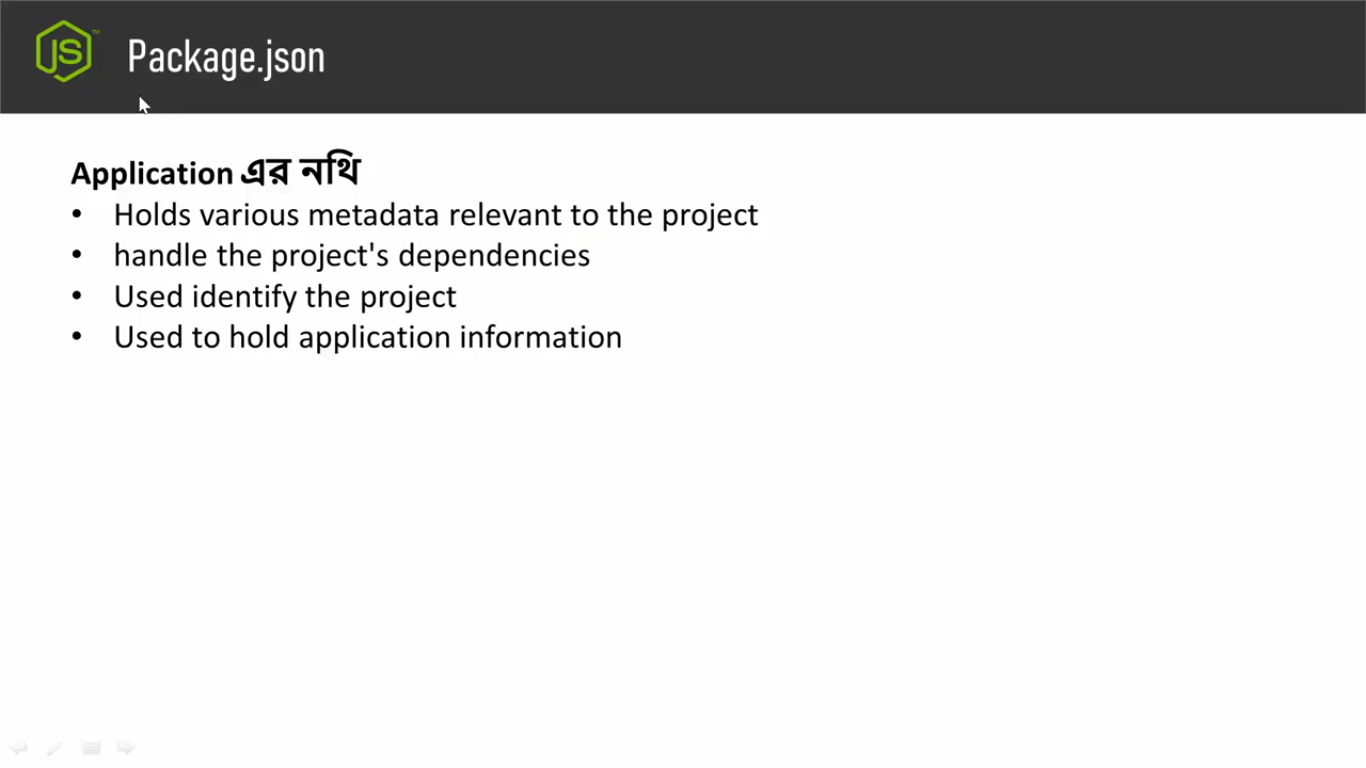 JS™
Package.json
Application এর নথি
• Holds various metadata relevant to the project
• handle the project's dependencies
• Used identify the project
• Used to hold application information